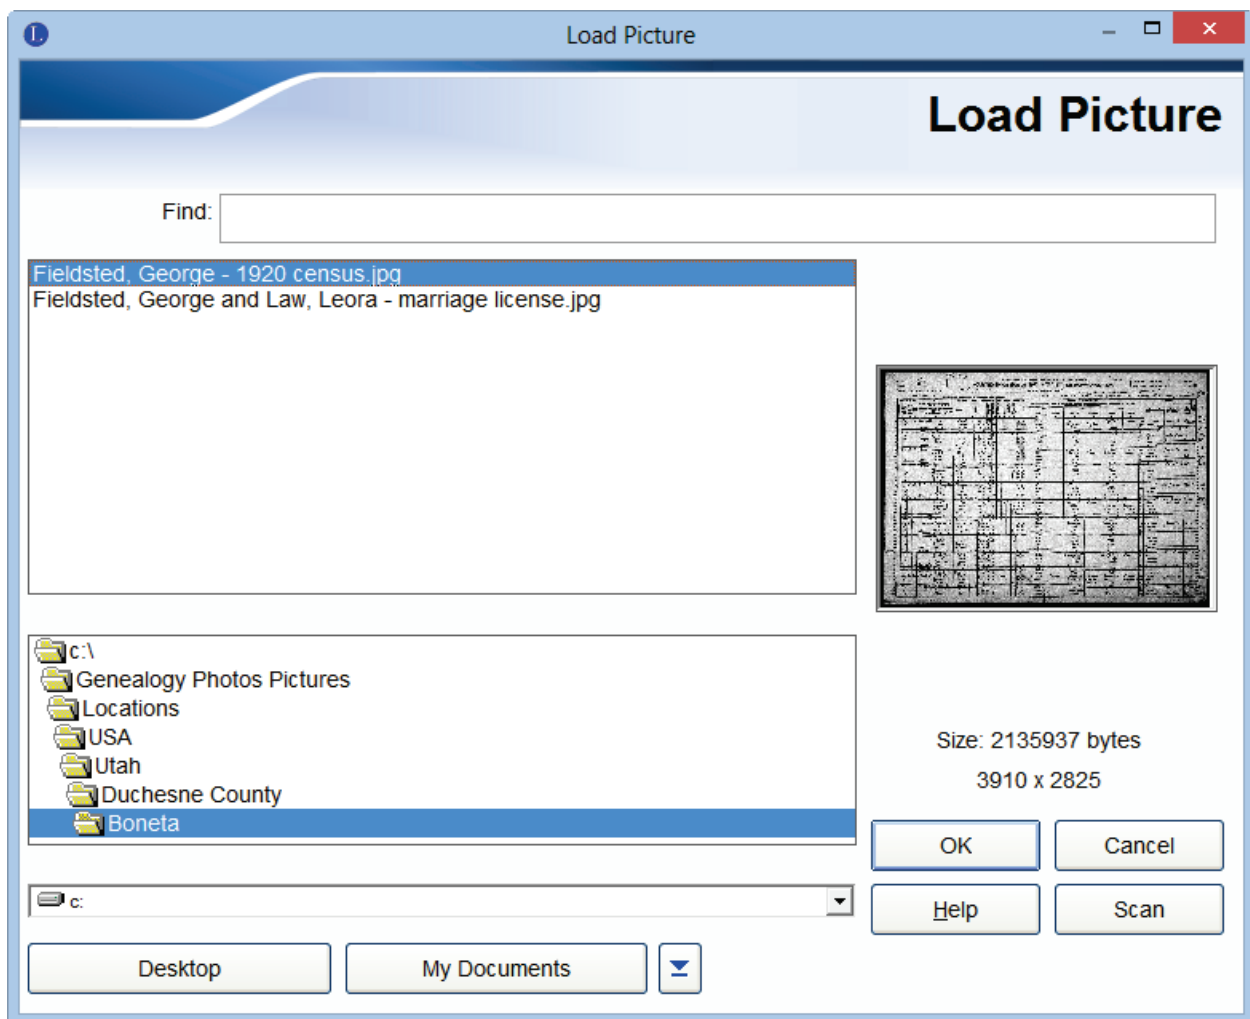 L
Load Picture
Load Picture
Find:
Fieldsted, George - 1920 census.jpg
Fieldsted, George and Law, Leora - marriage license.jpg
c:\
Genealogy Photos Pictures
Locations
USA
Utah
Duchesne County
Boneta
Size: 2135937 bytes
3910 x 2825
OK
Cancel
c:
Help
Scan
Desktop
My Documents